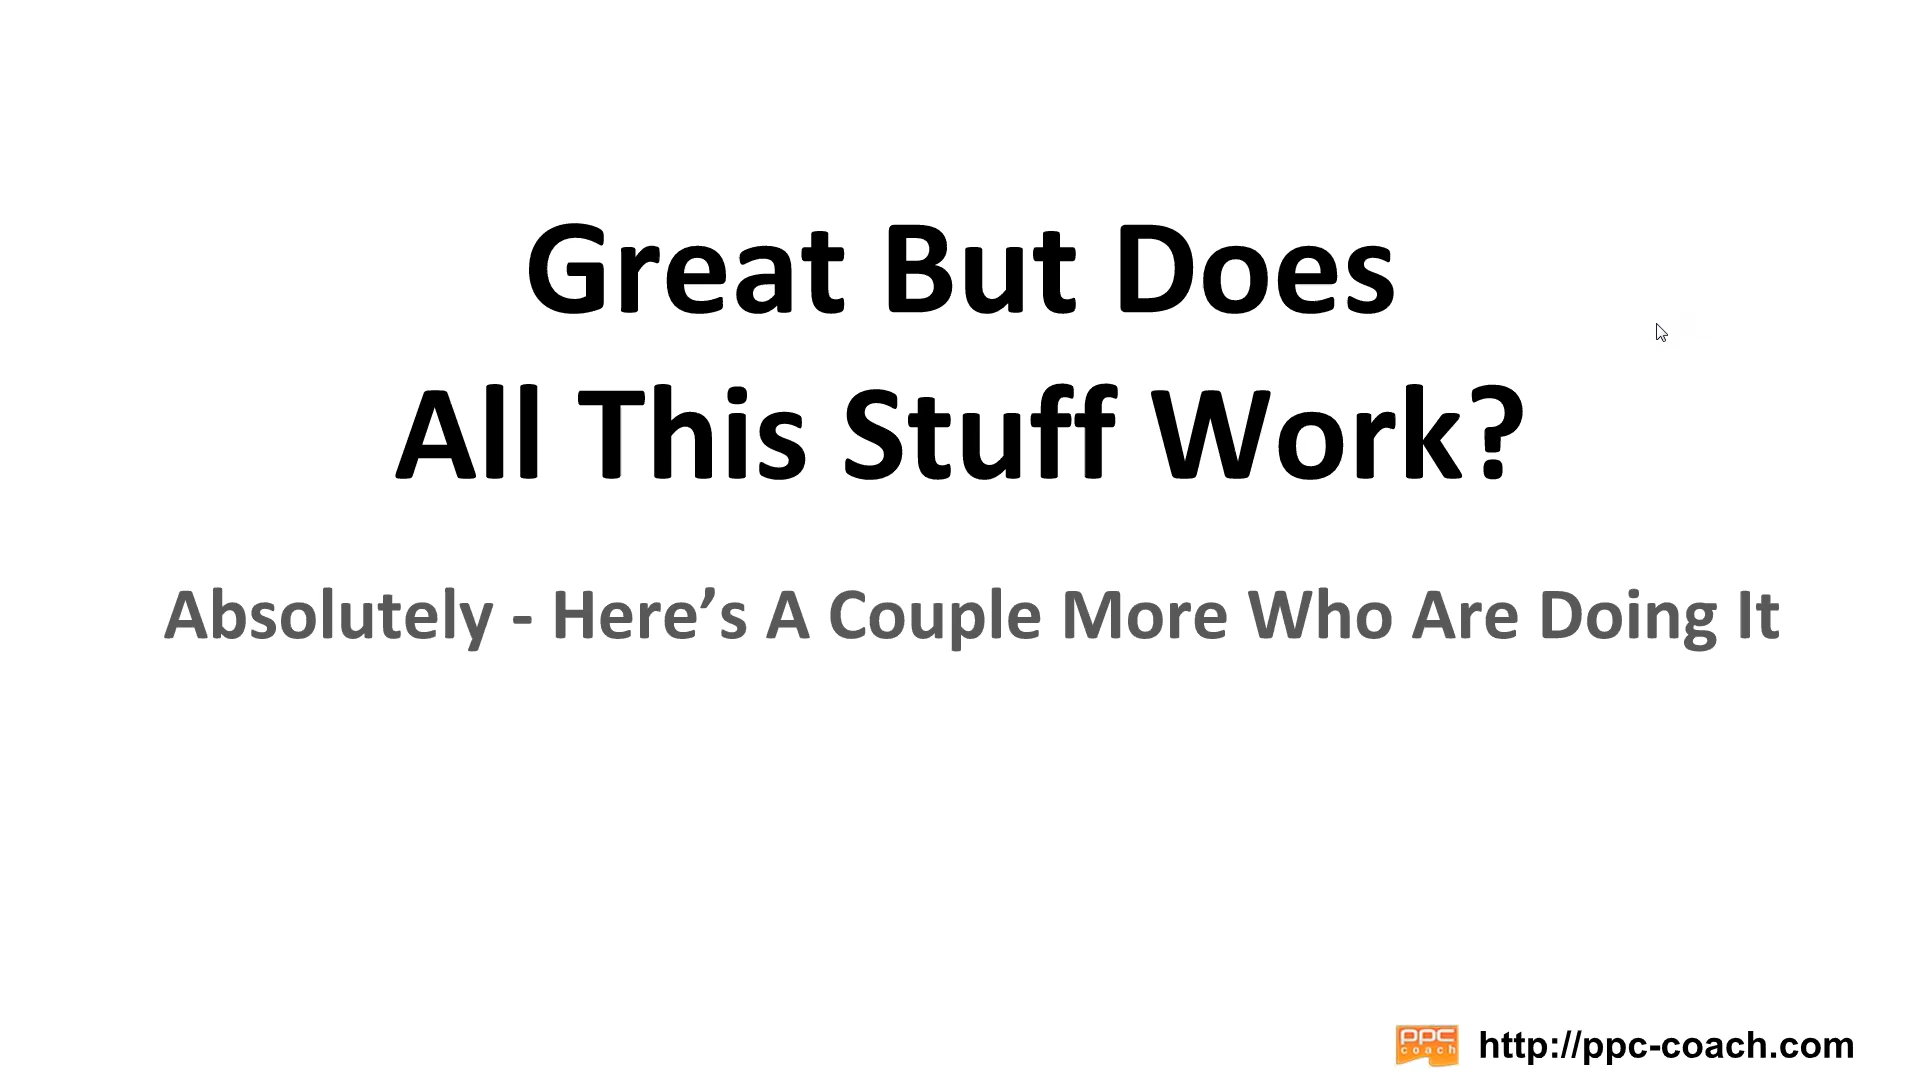 Great But Does
All This Stuff Work?
Absolutely - Here’s A Couple More Who Are Doing It
ppc
coach
http://ppc-coach.com